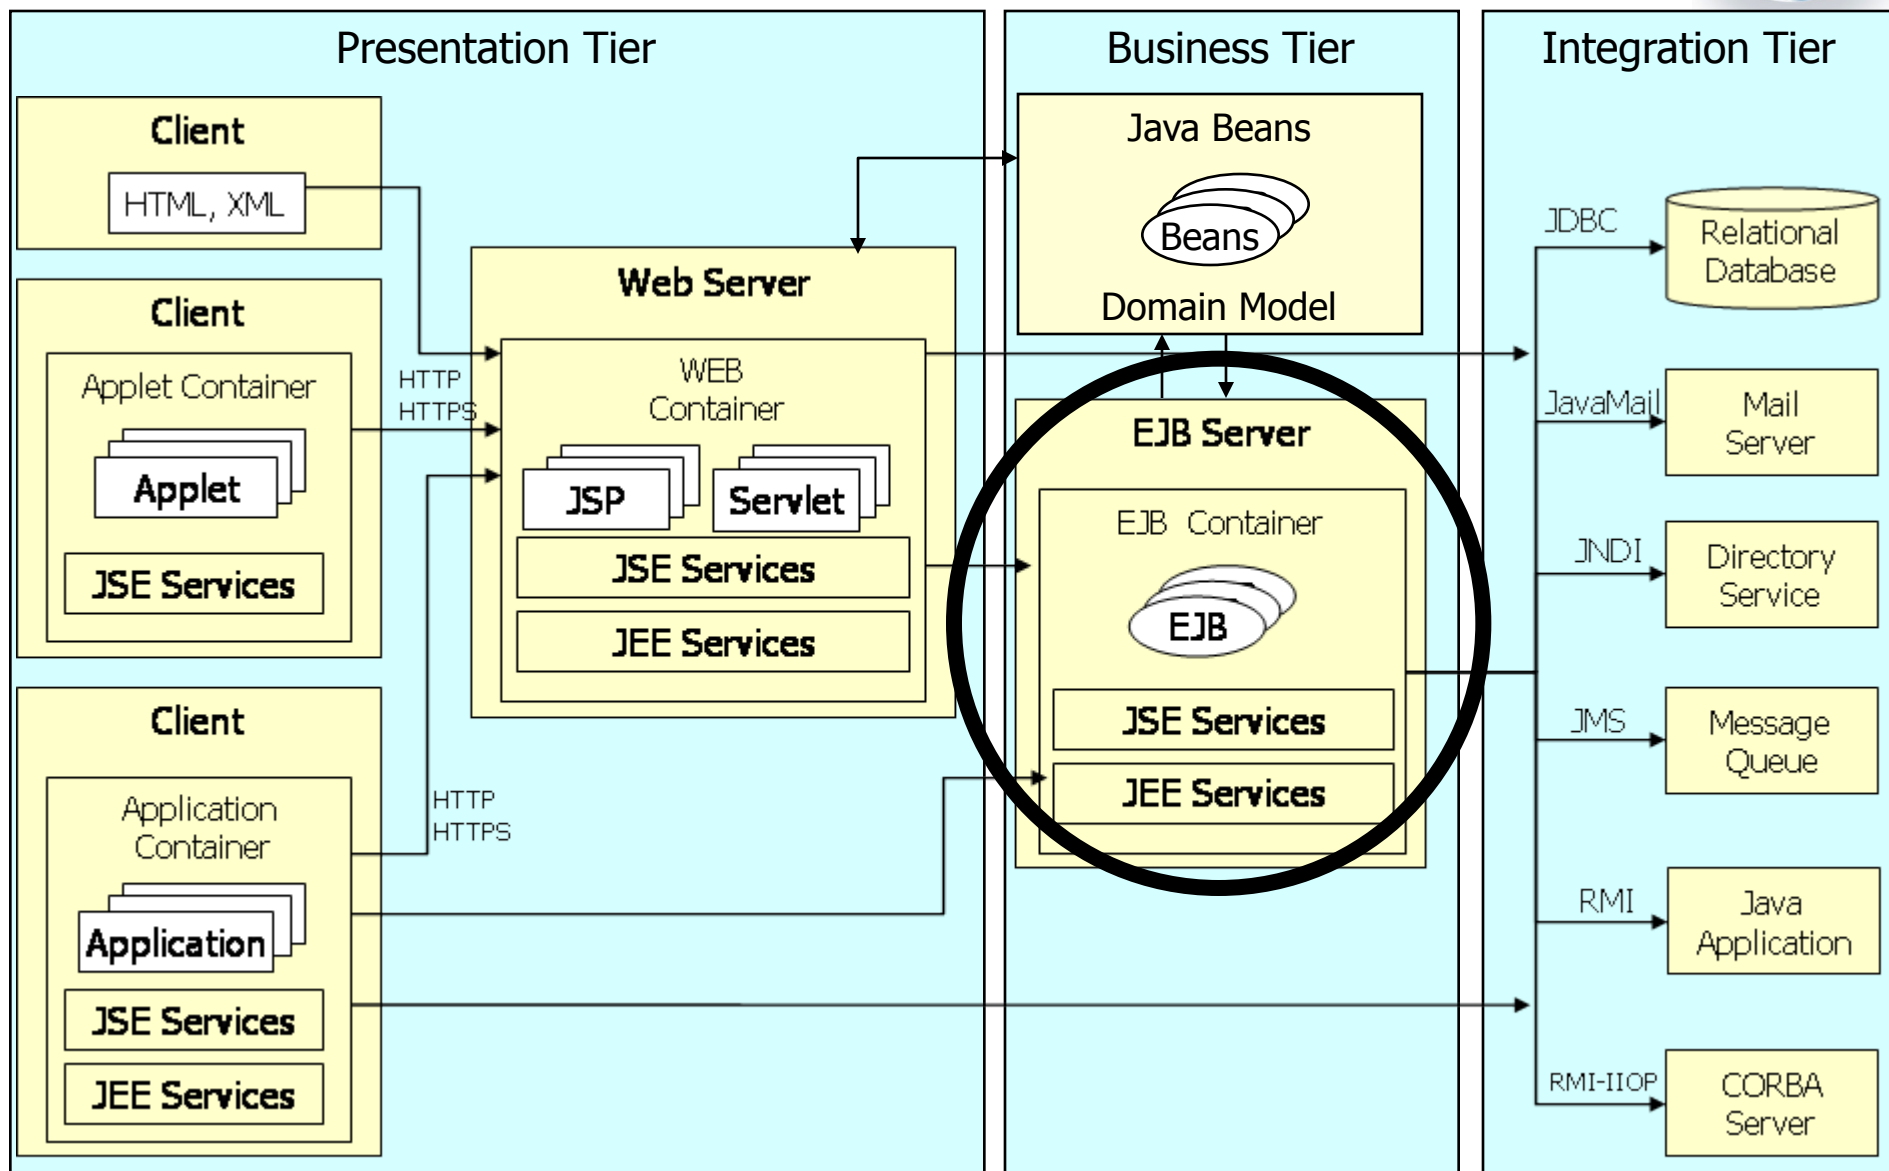 Presentation Tier
Client
HTML, XML
Client
Applet Container
Applet
JSE Services
HTTP
HTTPS
Client
Application
Container
Application
JSE Services
JEE Services
HTTP
HTTPS
Web Server
WEB
Container
JSP
Servlet
JSE Services
JEE Services
Business Tier
Java Beans
Beans
Domain Model
EJB Server
EJB Container
EJB
JSE Services
JEE Services
Integration Tier
JDBC
Relational
Database
JavaMail
Mail
Server
JNDI
Directory
Service
JMS
Message
Queue
RMI
Java
Application
RMI-IIOP
CORBA
Server